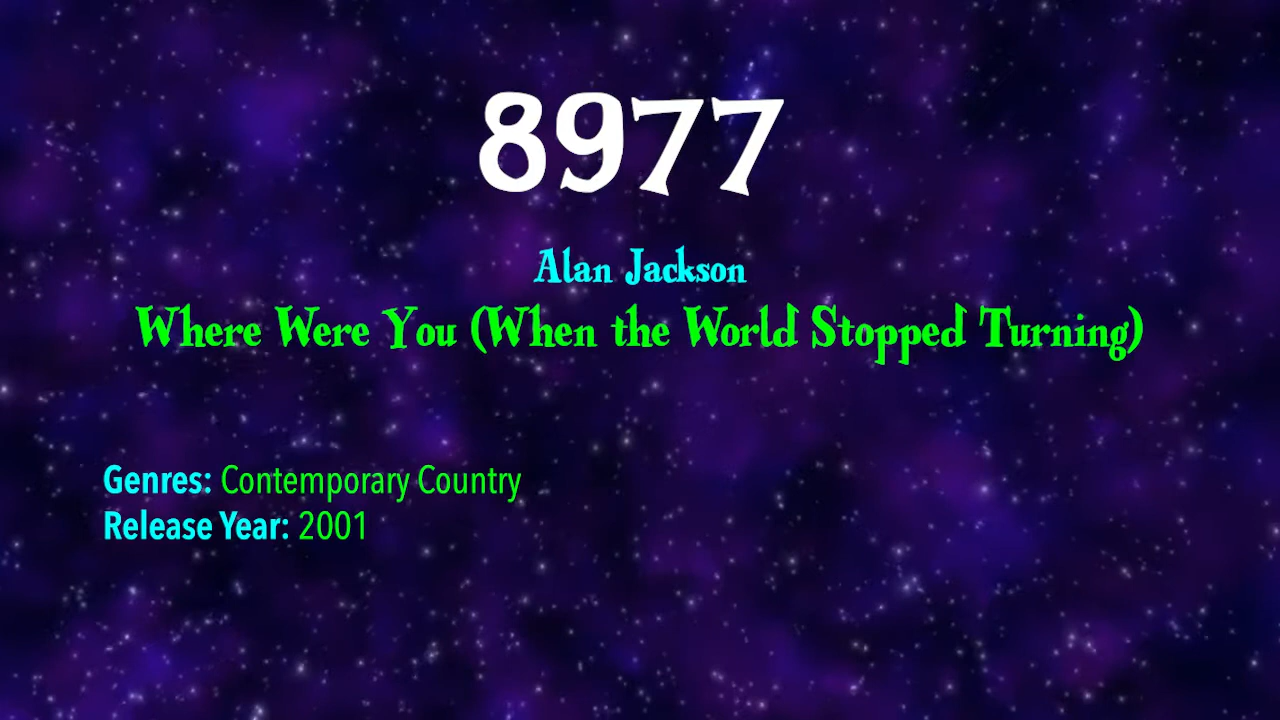 8977
Alan Jackson
Where Were You (When the World Stopped Turning)
Genres: Contemporary Country
Release Year: 2001